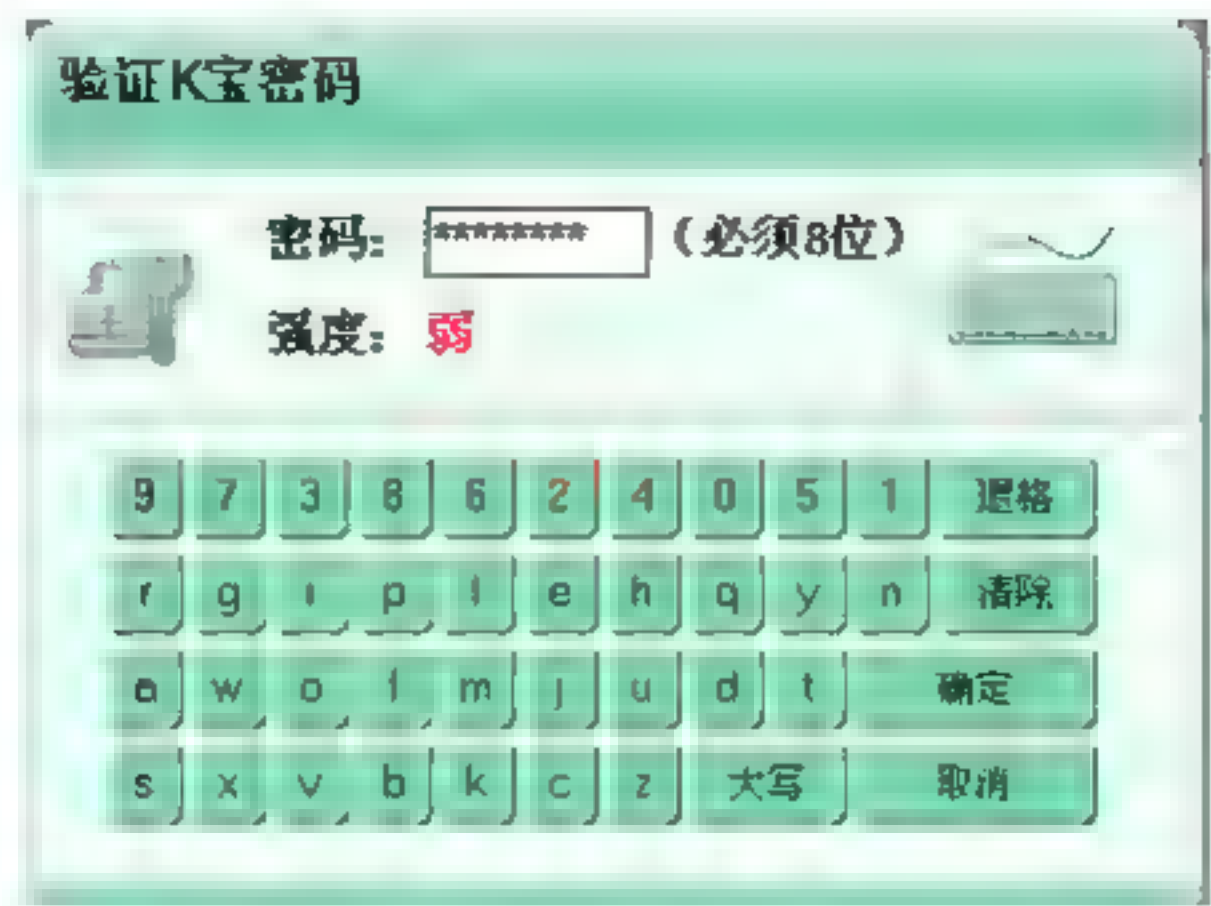 验证K宝密码
密码: ******** (必须8位)
强度: 弱
9 7 3 8 6 2 4 0 5 1 退格
r g i p l e h q y n 清除
a w o f m j u d t 确定
s x v b k c z 大写 取消